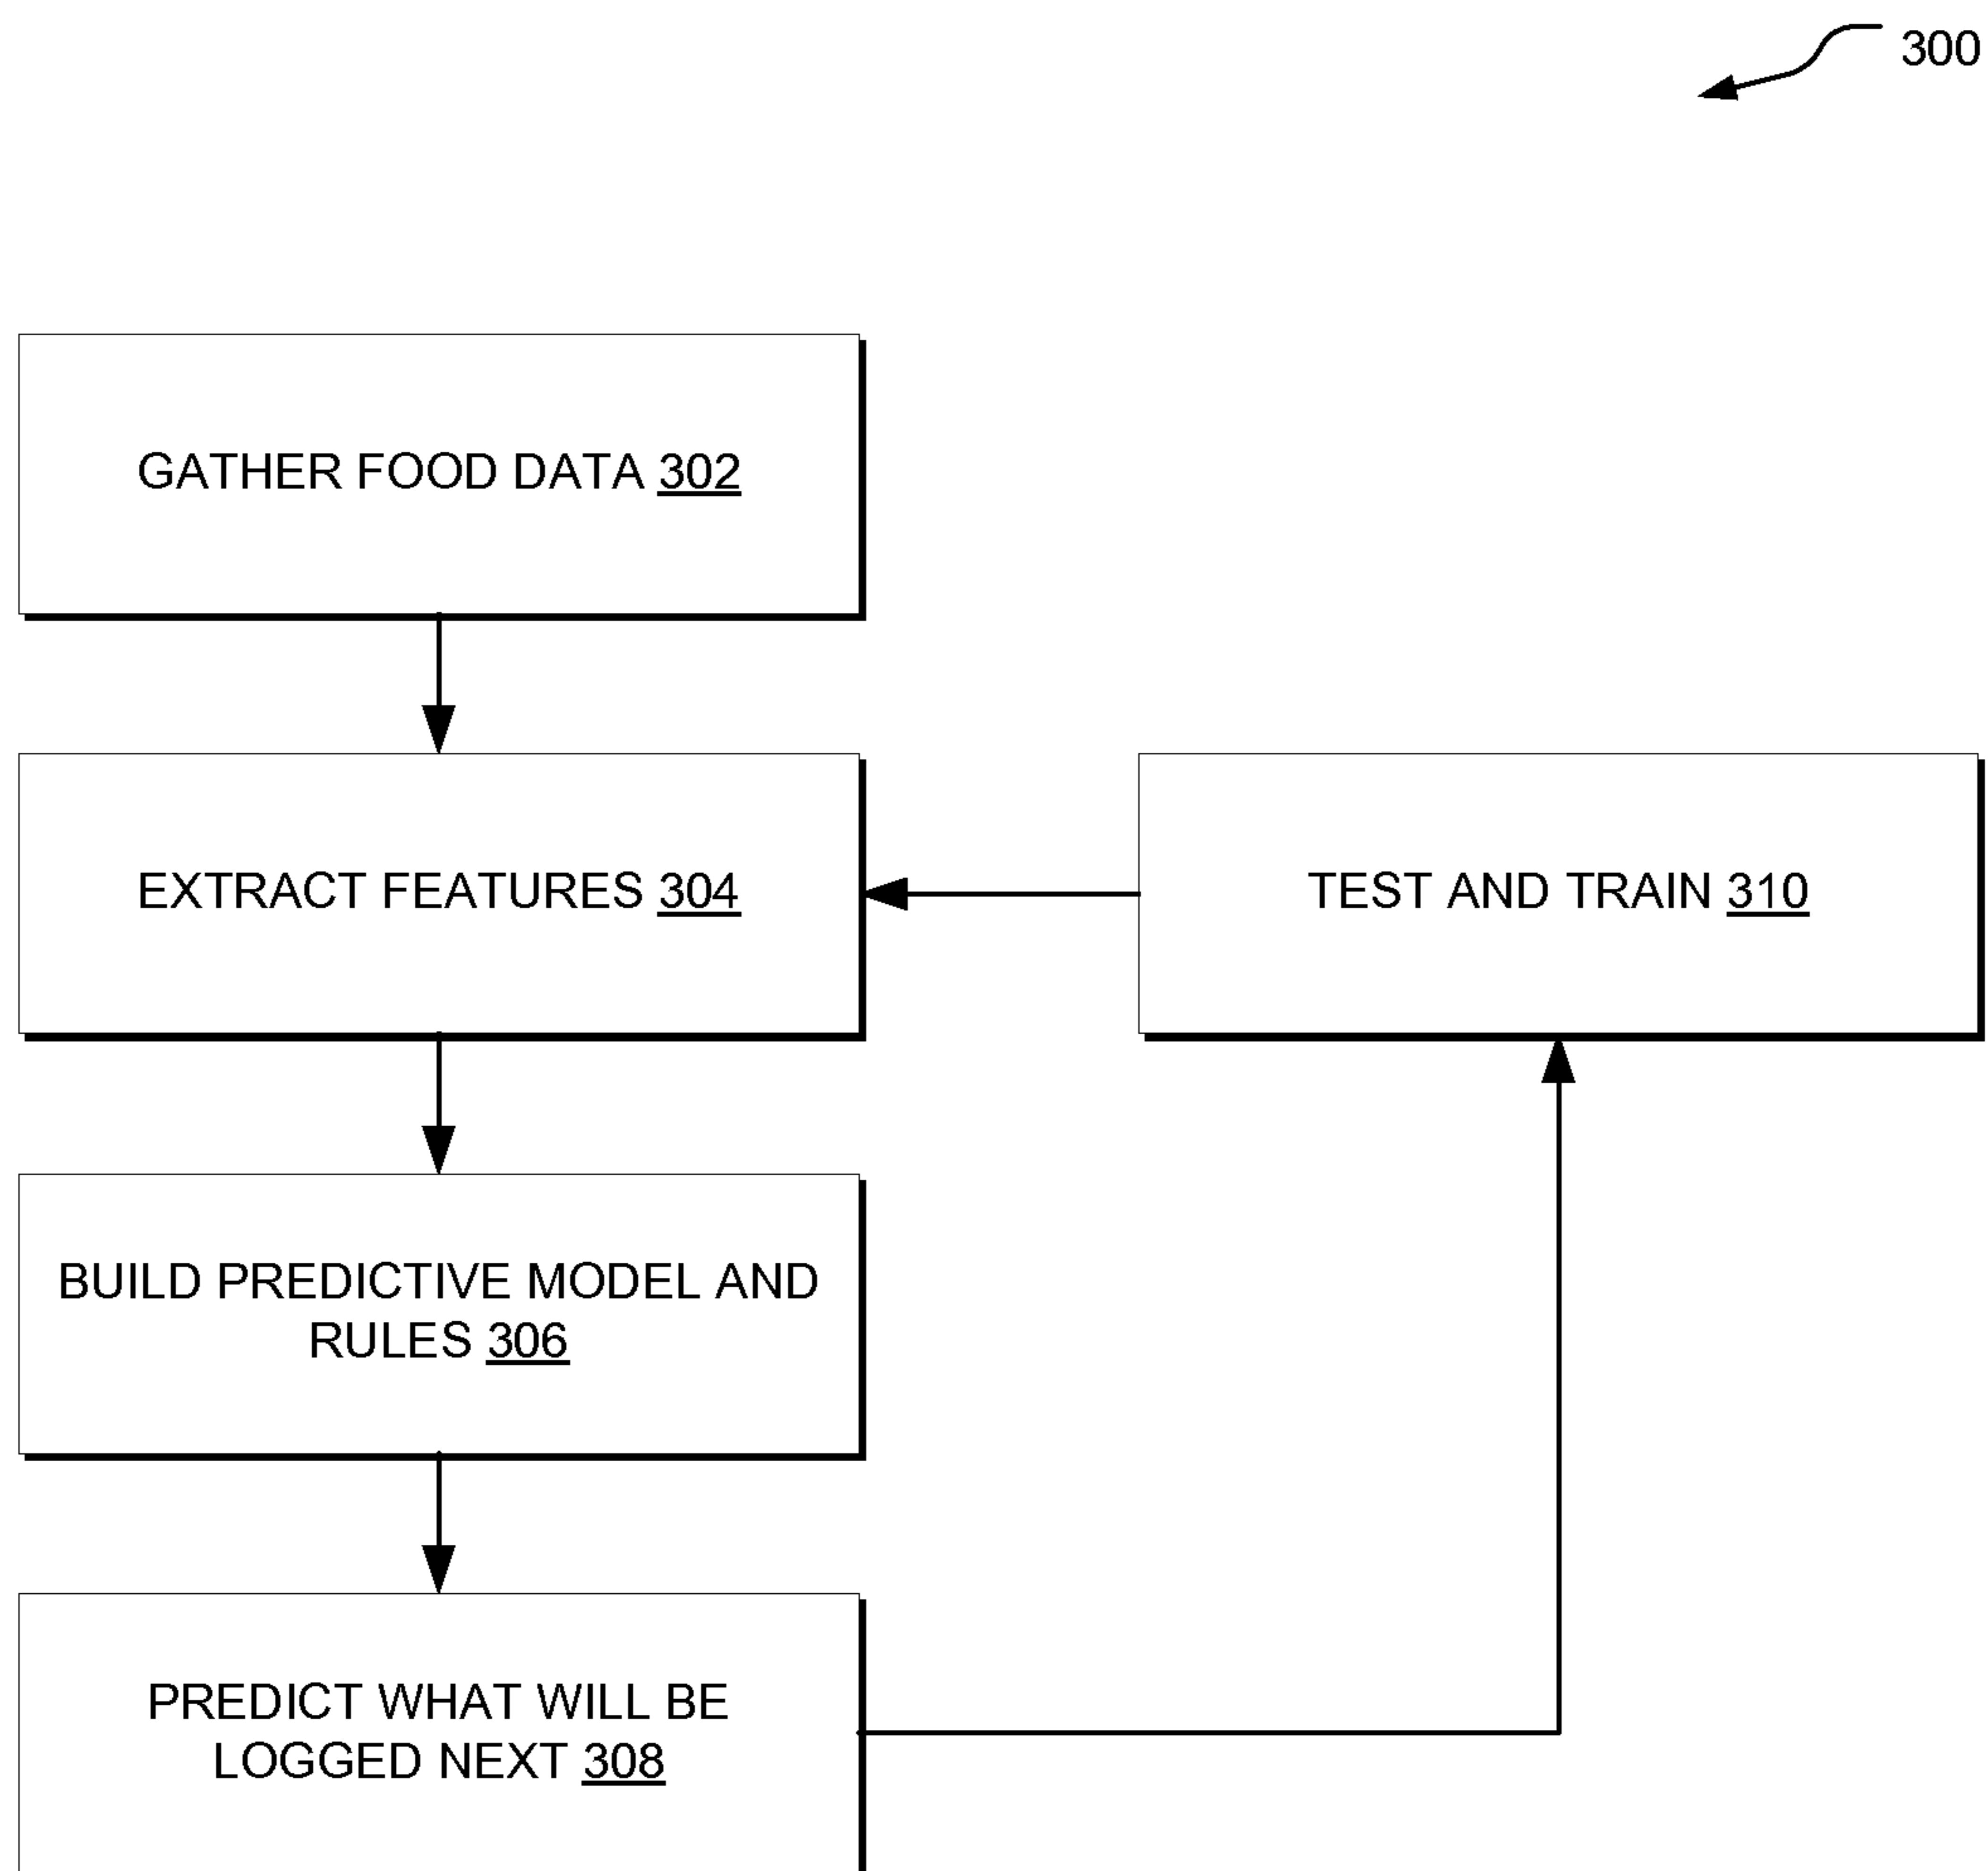 300
GATHER FOOD DATA 302
EXTRACT FEATURES 304
TEST AND TRAIN 310
BUILD PREDICTIVE MODEL AND
RULES 306
PREDICT WHAT WILL BE
LOGGED NEXT 308